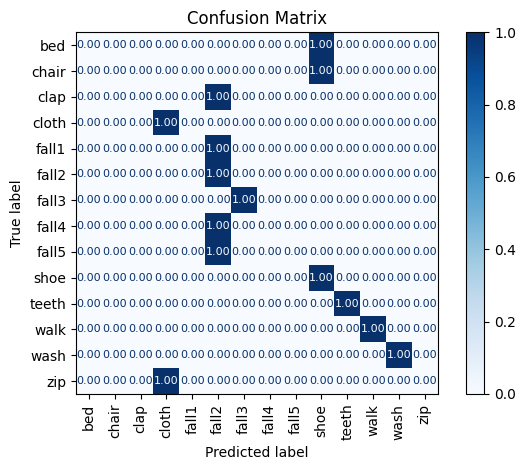 Confusion Matrix
bed 0.00 0.00 0.00 0.00 0.00 0.00 0.00 0.00 0.00 1.00 0.00 0.00 0.00 0.00
chair 0.00 0.00 0.00 0.00 0.00 0.00 0.00 0.00 0.00 1.00 0.00 0.00 0.00 0.00
clap 0.00 0.00 0.00 0.00 0.00 1.00 0.00 0.00 0.00 0.00 0.00 0.00 0.00 0.00
cloth 0.00 0.00 0.00 1.00 0.00 0.00 0.00 0.00 0.00 0.00 0.00 0.00 0.00 0.00
fall1 0.00 0.00 0.00 0.00 0.00 1.00 0.00 0.00 0.00 0.00 0.00 0.00 0.00 0.00
fall2 0.00 0.00 0.00 0.00 0.00 1.00 0.00 0.00 0.00 0.00 0.00 0.00 0.00 0.00
fall3 0.00 0.00 0.00 0.00 0.00 0.00 1.00 0.00 0.00 0.00 0.00 0.00 0.00 0.00
fall4 0.00 0.00 0.00 0.00 0.00 1.00 0.00 0.00 0.00 0.00 0.00 0.00 0.00 0.00
fall5 0.00 0.00 0.00 0.00 0.00 1.00 0.00 0.00 0.00 0.00 0.00 0.00 0.00 0.00
shoe 0.00 0.00 0.00 0.00 0.00 0.00 0.00 0.00 0.00 1.00 0.00 0.00 0.00 0.00
teeth 0.00 0.00 0.00 0.00 0.00 0.00 0.00 0.00 0.00 0.00 1.00 0.00 0.00 0.00
walk 0.00 0.00 0.00 0.00 0.00 0.00 0.00 0.00 0.00 0.00 0.00 1.00 0.00 0.00
wash 0.00 0.00 0.00 0.00 0.00 0.00 0.00 0.00 0.00 0.00 0.00 0.00 1.00 0.00
zip 0.00 0.00 0.00 1.00 0.00 0.00 0.00 0.00 0.00 0.00 0.00 0.00 0.00 0.00
bed chair clap cloth fall1 fall2 fall3 fall4 fall5 shoe teeth walk wash zip
Predicted label
True label
1.0
0.8
0.6
0.4
0.2
0.0